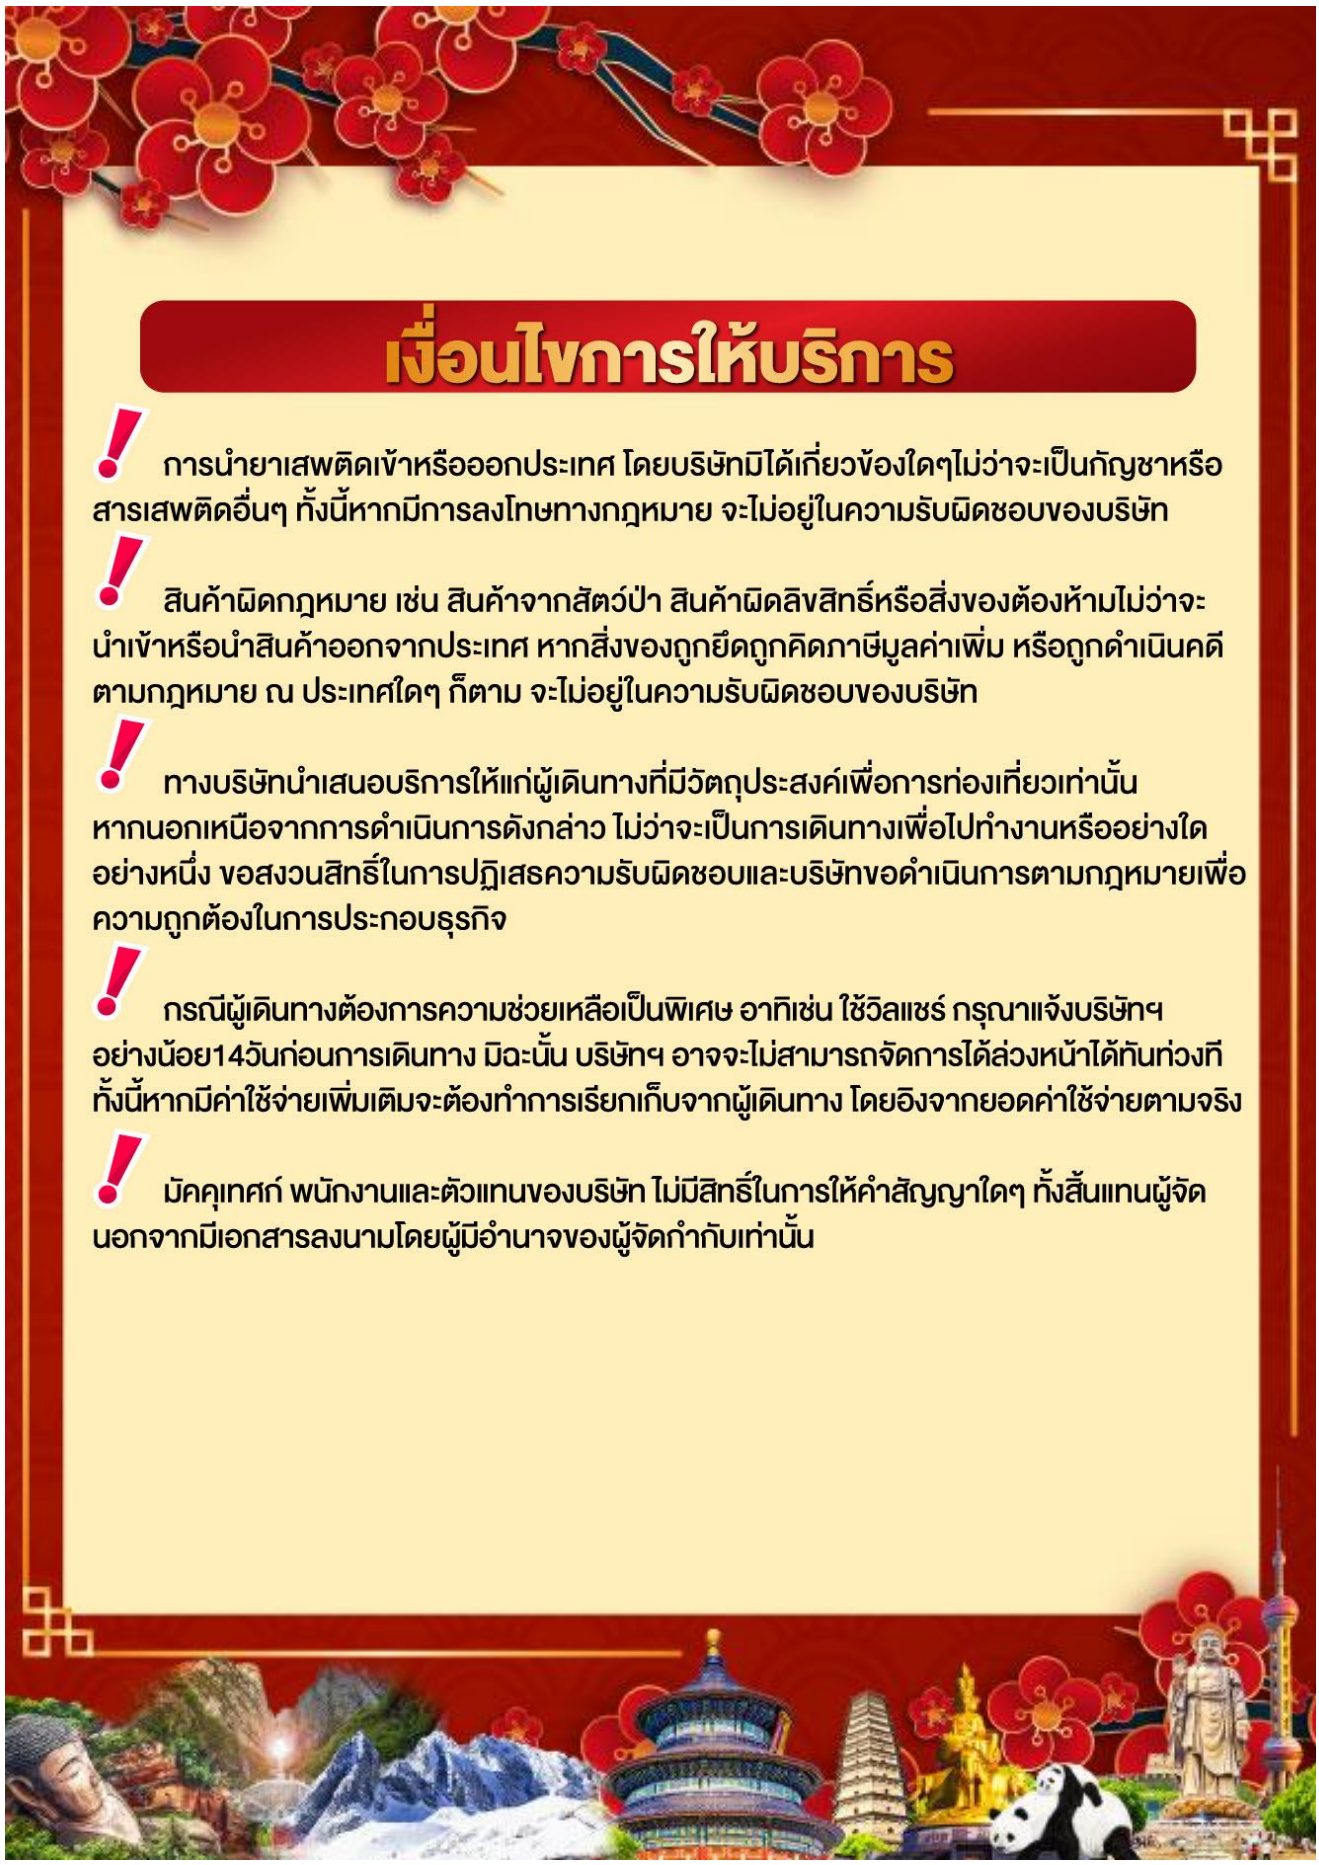 เงื่อนไขการให้บริการ
การนำยาเสพติดเข้าหรือออกประเทศ โดยบริษัทมิได้เกี่ยวข้องใดๆไม่ว่าจะเป็นกัญชาหรือ
สารเสพติดอื่นๆ ทั้งนี้หากมีการลงโทษทางกฎหมาย จะไม่อยู่ในความรับผิดชอบของบริษัท
สินค้าผิดกฎหมาย เช่น สินค้าจากสัตว์ป่า สินค้าผิดลิขสิทธิ์หรือสิ่งของต้องห้ามไม่ว่าจะ
นำเข้าหรือนำสินค้าออกจากประเทศ หากสิ่งของถูกยึดถูกคิดภาษีมูลค่าเพิ่ม หรือถูกดำเนินคดี
ตามกฎหมาย ณ ประเทศใดๆ ก็ตาม จะไม่อยู่ในความรับผิดชอบของบริษัท
ทางบริษัทนำเสนอบริการให้แก่ผู้เดินทางที่มีวัตถุประสงค์เพื่อการท่องเที่ยวเท่านั้น
หากนอกเหนือจากการดำเนินการดังกล่าว ไม่ว่าจะเป็นการเดินทางเพื่อไปทำงานหรืออย่างใด
อย่างหนึ่ง ขอสงวนสิทธิ์ในการปฏิเสธความรับผิดชอบและบริษัทขอดำเนินการตามกฎหมายเพื่อ
ความถูกต้องในการประกอบธุรกิจ
กรณีผู้เดินทางต้องการความช่วยเหลือเป็นพิเศษ อาทิเช่น ใช้วิลแชร์ กรุณาแจ้งบริษัทฯ
อย่างน้อย14วันก่อนการเดินทาง มิฉะนั้น บริษัทฯ อาจจะไม่สามารถจัดการได้ล่วงหน้าได้ทันท่วงที
ทั้งนี้หากมีค่าใช้จ่ายเพิ่มเติมจะต้องทำการเรียกเก็บจากผู้เดินทาง โดยอิงจากยอดค่าใช้จ่ายตามจริง
มัคคุเทศก์ พนักงานและตัวแทนของบริษัท ไม่มีสิทธิ์ในการให้คำสัญญาใดๆ ทั้งสิ้นแทนผู้จัด
นอกจากมีเอกสารลงนามโดยผู้มีอำนาจของผู้จัดกำกับเท่านั้น